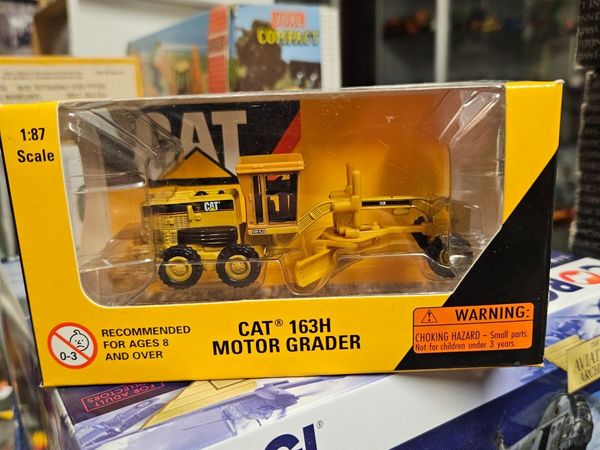 COMPACT
1:87
Scale
CAT
CAT
0-3
RECOMMENDED
FOR AGES 8
AND OVER
CAT® 163H
MOTOR GRADER
WARNING:
CHOKING HAZARD – Small parts.
Not for children under 3 years.
FOR ADULT
COLLECTORS